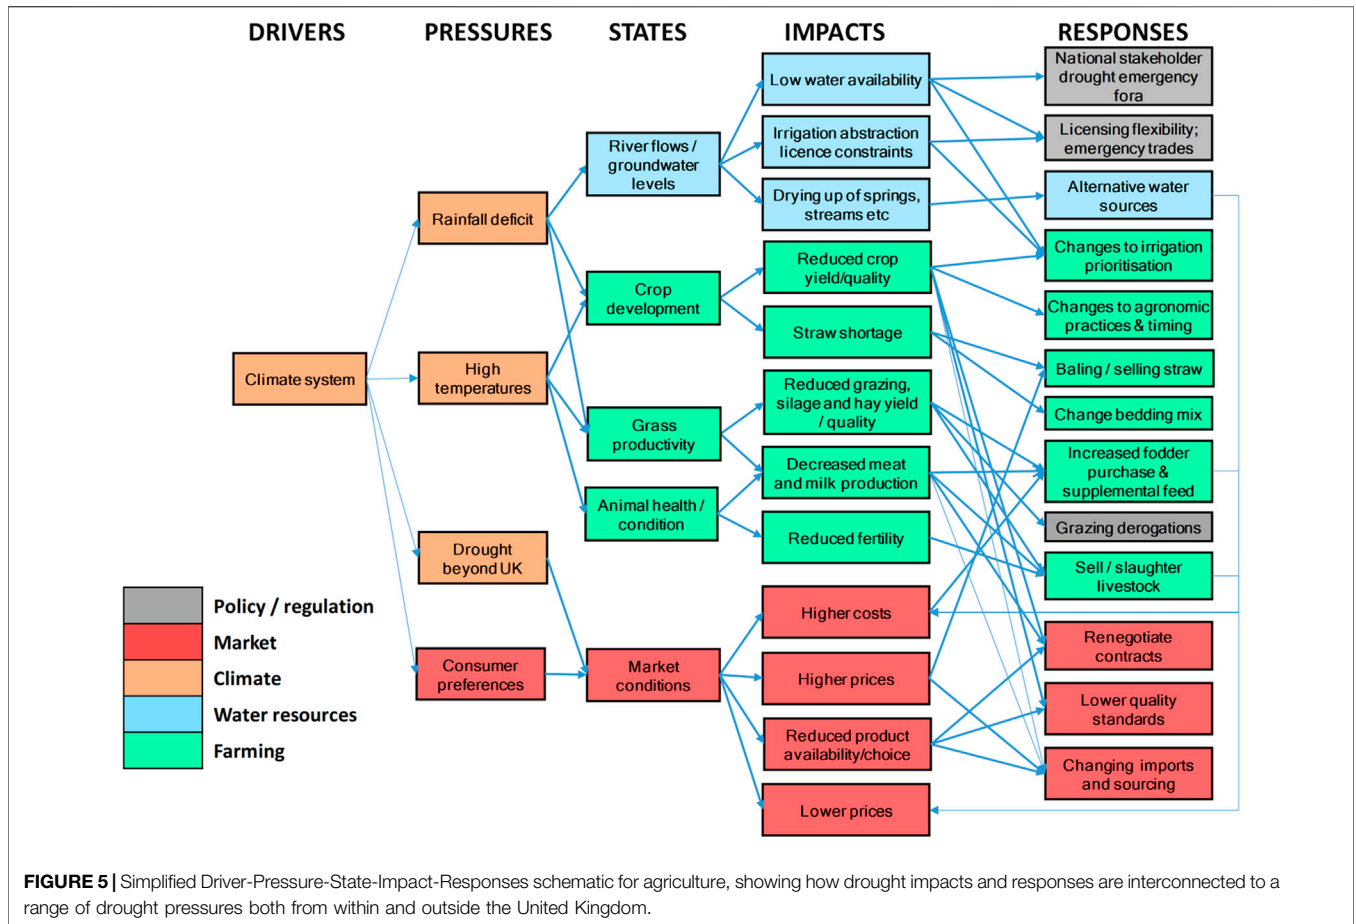 DRIVERS
PRESSURES
STATES
IMPACTS
RESPONSES
Climate system
Rainfall deficit
High
temperatures
Drought
beyond UK
Consumer
preferences
River flows /
groundwater
levels
Crop
development
Grass
productivity
Animal health /
condition
Market
conditions
Low water availability
Irrigation abstraction
licence constraints
Drying up of springs,
streams etc
Reduced crop
yield/quality
Straw shortage
Reduced grazing,
silage and hay yield
/ quality
Decreased meat
and milk production
Reduced fertility
Higher costs
Higher prices
Reduced product
availability/choice
Lower prices
National stakeholder
drought emergency
fora
Licensing flexibility;
emergency trades
Alternative water
sources
Changes to irrigation
prioritisation
Changes to agronomic
practices & timing
Baling / selling straw
Change bedding mix
Increased fodder
purchase &
supplemental feed
Grazing derogations
Sell / slaughter
livestock
Renegotiate
contracts
Lower quality
standards
Changing imports
and sourcing
Policy / regulation
Market
Climate
Water resources
Farming
FIGURE 5 | Simplified Driver-Pressure-State-Impact-Responses schematic for agriculture, showing how drought impacts and responses are interconnected to a
range of drought pressures both from within and outside the United Kingdom.